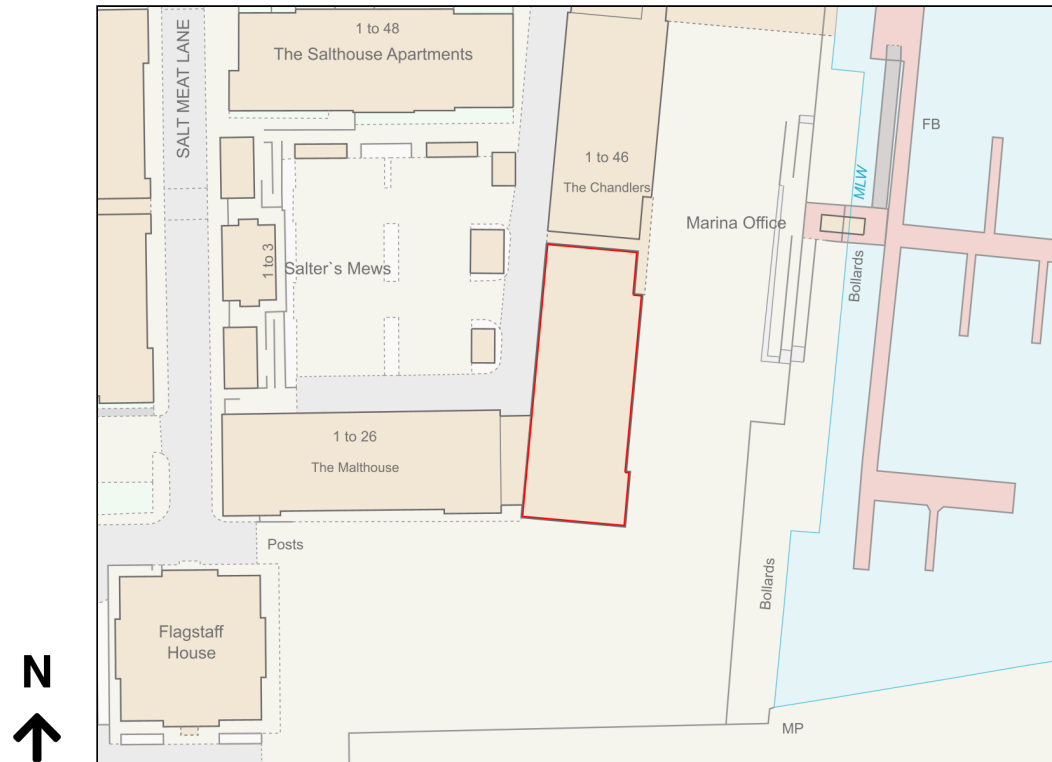 1 to 48
The Salthouse Apartments
SALT MEAT LANE
FB
1 to 46
The Chandlers
MLW
Marina Office
1 to 3
Salter`s Mews
Bollards
1 to 26
The Malthouse
Posts
Bollards
Flagstaff
House
N
MP